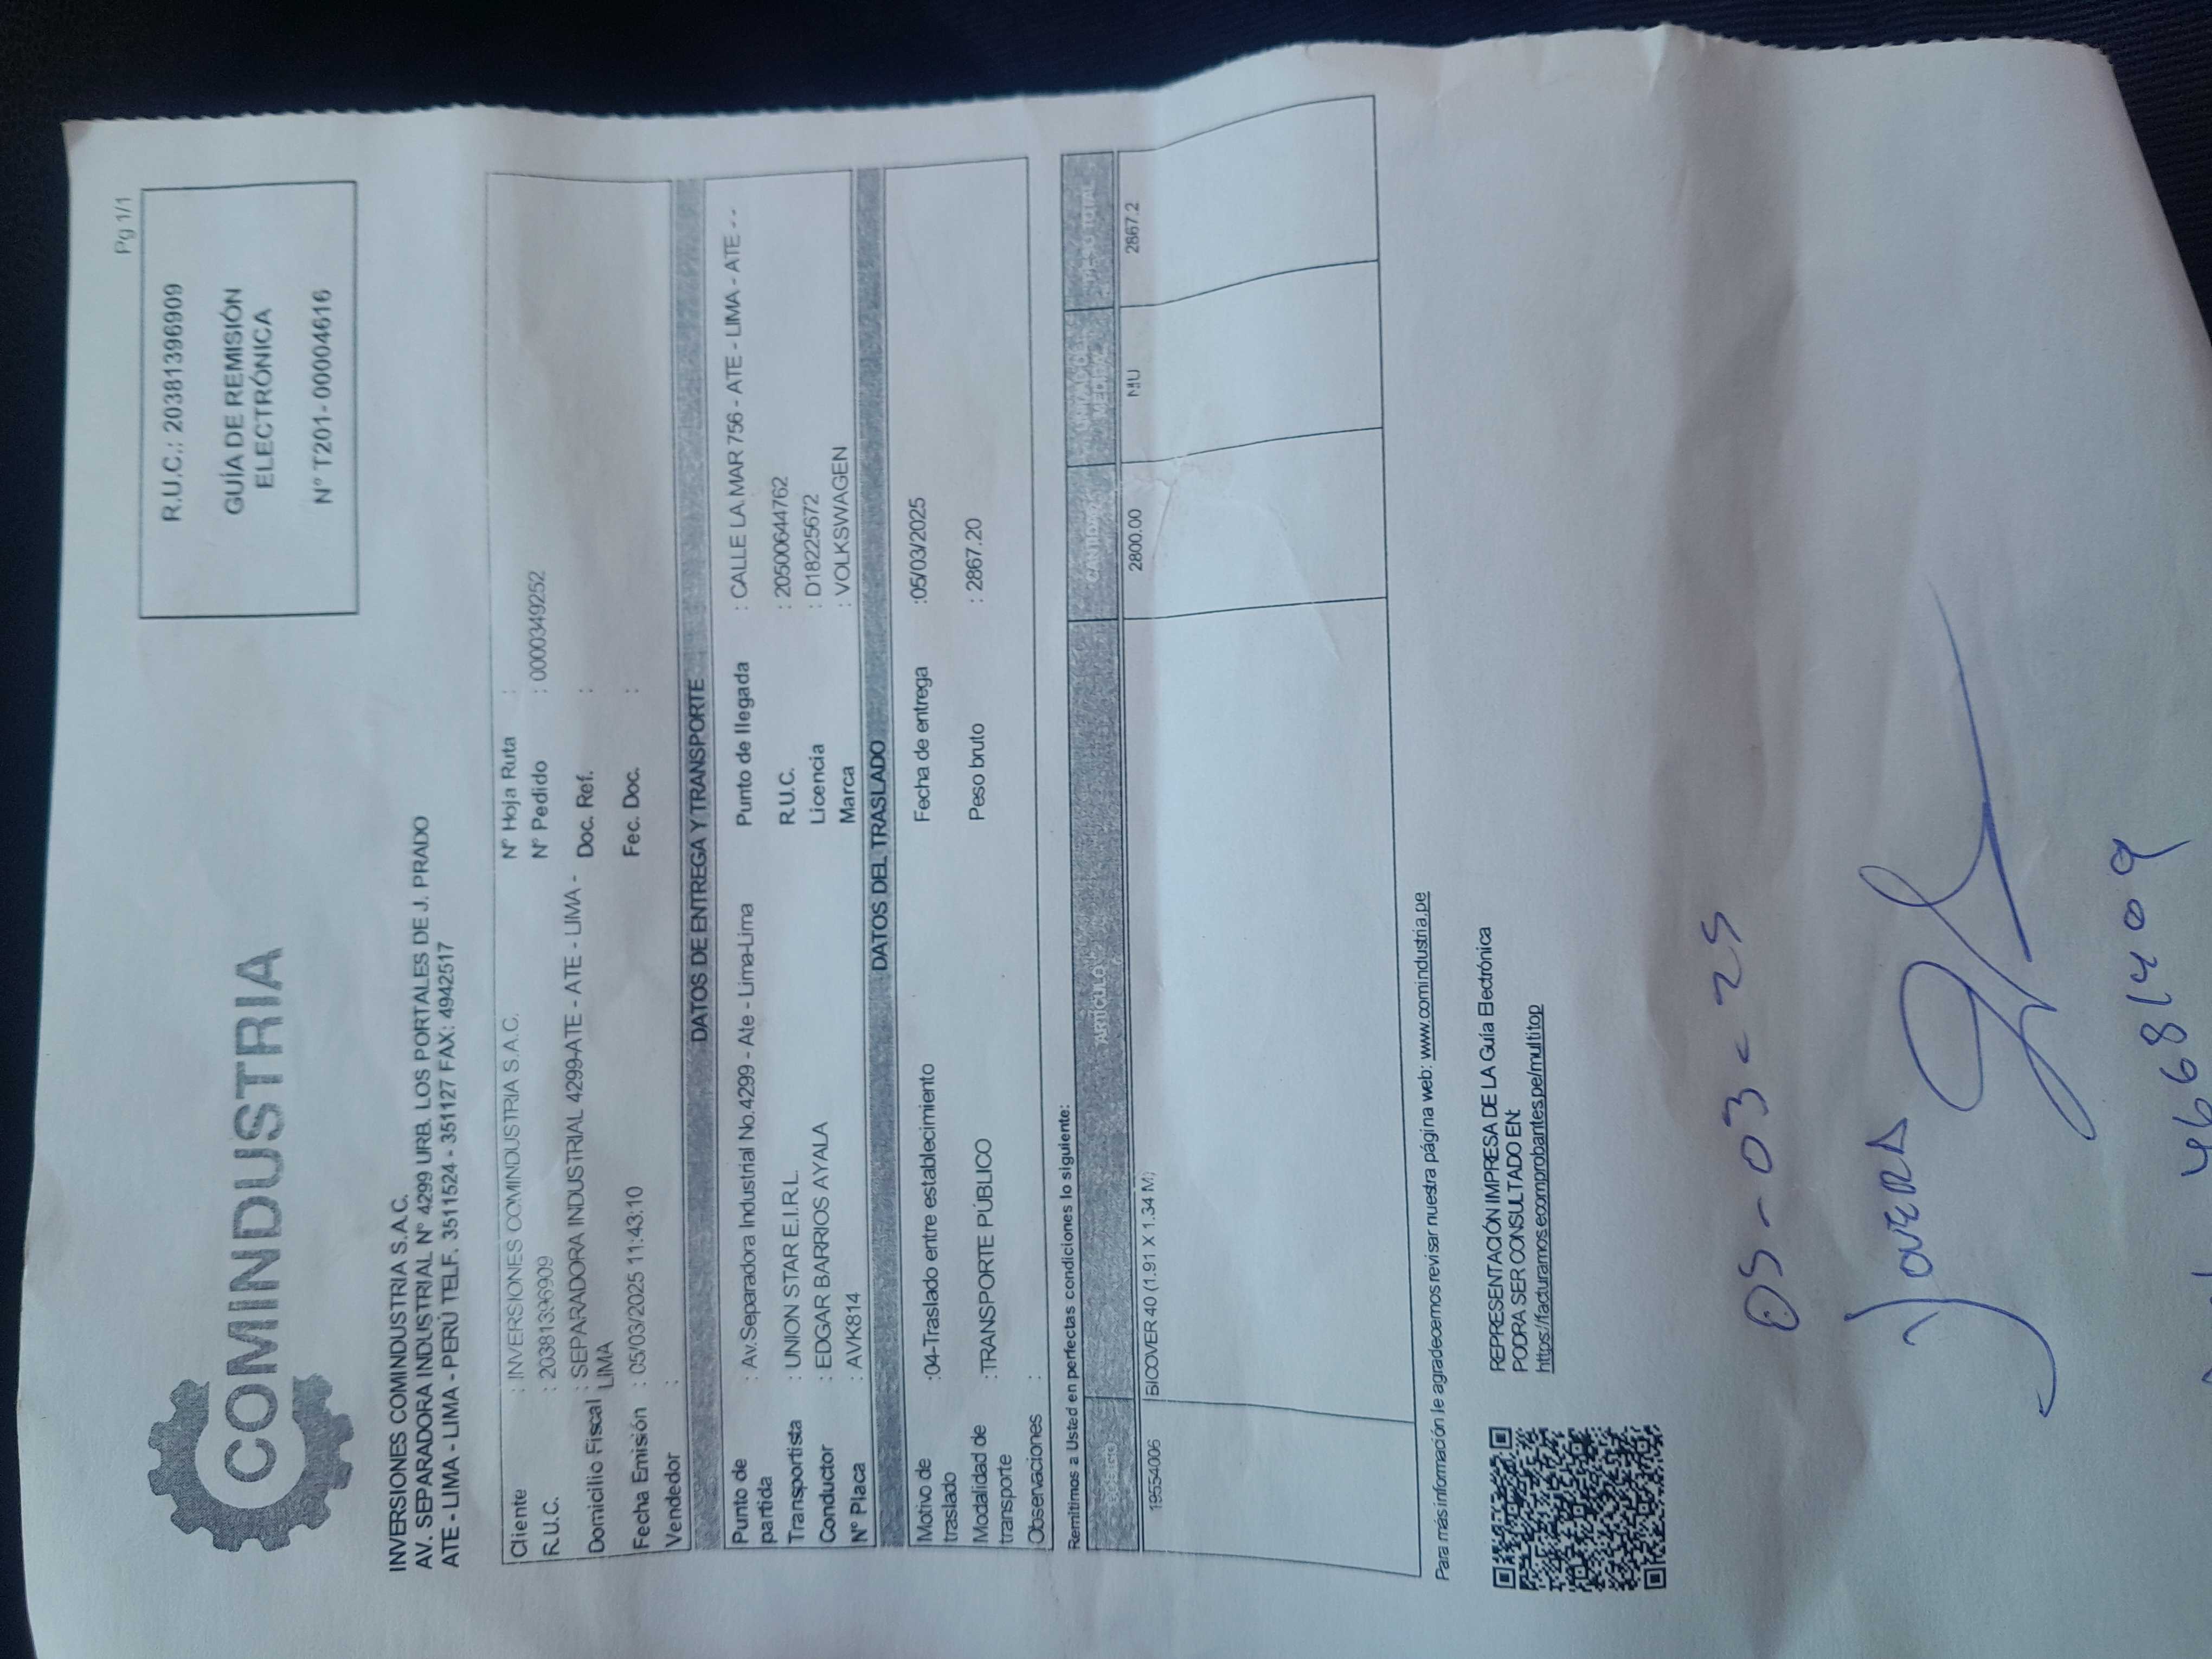 Pg 1/1
COMINDUSTRIA
R.U.C.: 20381396909
GUÍA DE REMISIÓN
ELECTRÓNICA
N° T201-00004616
INVERSIONES COMINDUSTRIA S.A.C.
AV. SEPARADORA INDUSTRIAL N° 4299 URB. LOS PORTALES DE J. PRADO
ATE - LIMA - LIMA - PERÚ TELF. 3511524 - 351127 FAX: 4942517
Cliente : INVERSIONES COMINDUSTRIA S.A.C. N° Hoja Ruta :
R.U.C. : 20381396909 N° Pedido : 0000349252
Domicilio Fiscal : SEPARADORA INDUSTRIAL 4299-ATE - ATE - LIMA - LIMA Doc. Ref. :
Fecha Emisión : 05/03/2025 11:43:10 Fec. Doc. :
Vendedor :
DATOS DE ENTREGA Y TRANSPORTE
Punto de partida : Av.Separadora Industrial No.4299 - Ate - Lima-Lima Punto de llegada : CALLE LA MAR 756 - ATE - LIMA - ATE - -
Transportista : UNION STAR E.I.R.L. R.U.C. : 20500644762
Conductor : EDGAR BARRIOS AYALA Licencia : D18225672
N° Placa : AVK814 Marca : VOLKSWAGEN
DATOS DEL TRASLADO
Motivo de traslado :04-Traslado entre establecimiento Fecha de entrega :05/03/2025
Modalidad de transporte :TRANSPORTE PÚBLICO Peso bruto : 2867.20
Observaciones :
Remitimos a Usted en perfectas condiciones lo siguiente:
ARTÍCULO
19554006 BICOVER 40 (1.91 X 1.34 M) 2800.00 NIU 2867.2
Para más información le agradecemos revisar nuestra página web: www.comindustria.pe
REPRESENTACIÓN IMPRESA DE LA Guía Electrónica
PODRA SER CONSULTADO EN:
https://facturamos.ecomprobantes.pe/multitop
05-03-25